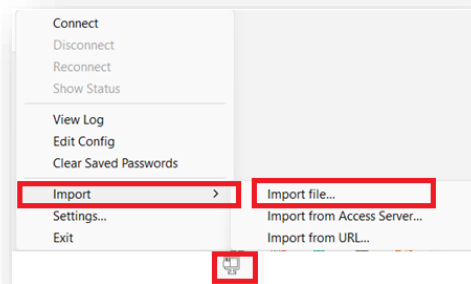 Connect
Disconnect
Reconnect
Show Status
View Log
Edit Config
Clear Saved Passwords
Import >
Import file...
Settings...
Import from Access Server...
Exit
Import from URL...